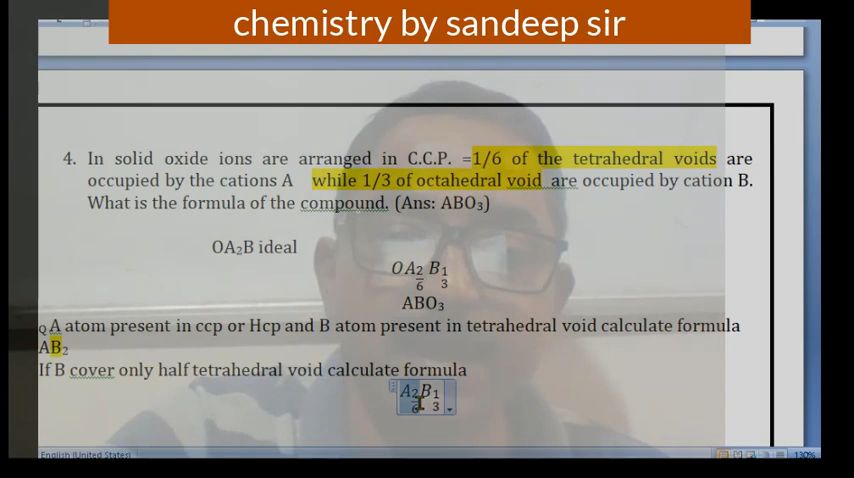 chemistry by sandeep sir
4. In solid oxide ions are arranged in C.C.P. =1/6 of the tetrahedral voids are
occupied by the cations A while 1/3 of octahedral void are occupied by cation B.
What is the formula of the compound. (Ans: ABO₃)
OA₂B ideal
OA2/6 B1/3
ABO₃
Q A atom present in ccp or Hcp and B atom present in tetrahedral void calculate formula
AB₂
If B cover only half tetrahedral void calculate formula
A2/6 B1/3
English (United States) 130%